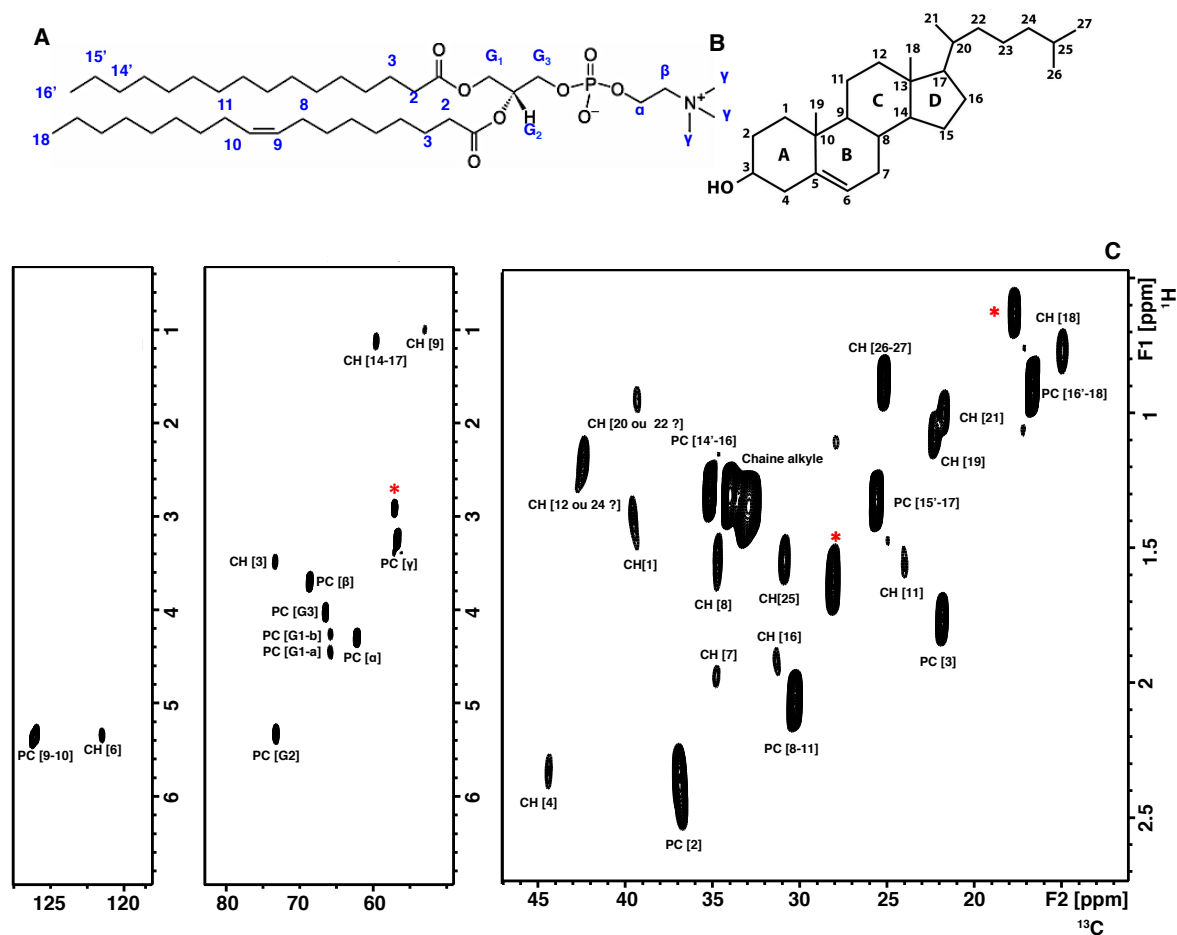 A
15'
14'
16'
11
8
3
2
2
3
18
10
9
O
O
O
O
G₁
G₂
G₃
H
O
O
P
O⁻
O
α
β
N⁺
γ
γ
γ
B
21
22
24
27
20
23
25
26
12
18
17
11
13
16
C
D
1
19
9
14
15
2
10
8
A
B
3
5
7
HO
4
6
C
CH [9]
CH [14-17]
*
PC [γ]
CH [3]
PC [β]
PC [G3]
PC [G1-b]
PC [G1-a]
PC [α]
PC [9-10]
CH [6]
PC [G2]
1
2
3
4
5
6
1
2
3
4
5
6
125
120
80
70
60
*
CH [18]
CH [26-27]
PC [16'-18]
CH [20 ou 22 ?]
CH [21]
PC [14'-16]
Chaine alkyle
CH [19]
CH [12 ou 24 ?]
PC [15'-17]
*
CH[1]
CH [8]
CH[25]
CH [11]
CH [7]
CH [16]
PC [3]
PC [8-11]
CH [4]
PC [2]
F1 [ppm]
¹H
1
1.5
2
2.5
45
40
35
30
25
20
F2 [ppm]
¹³C